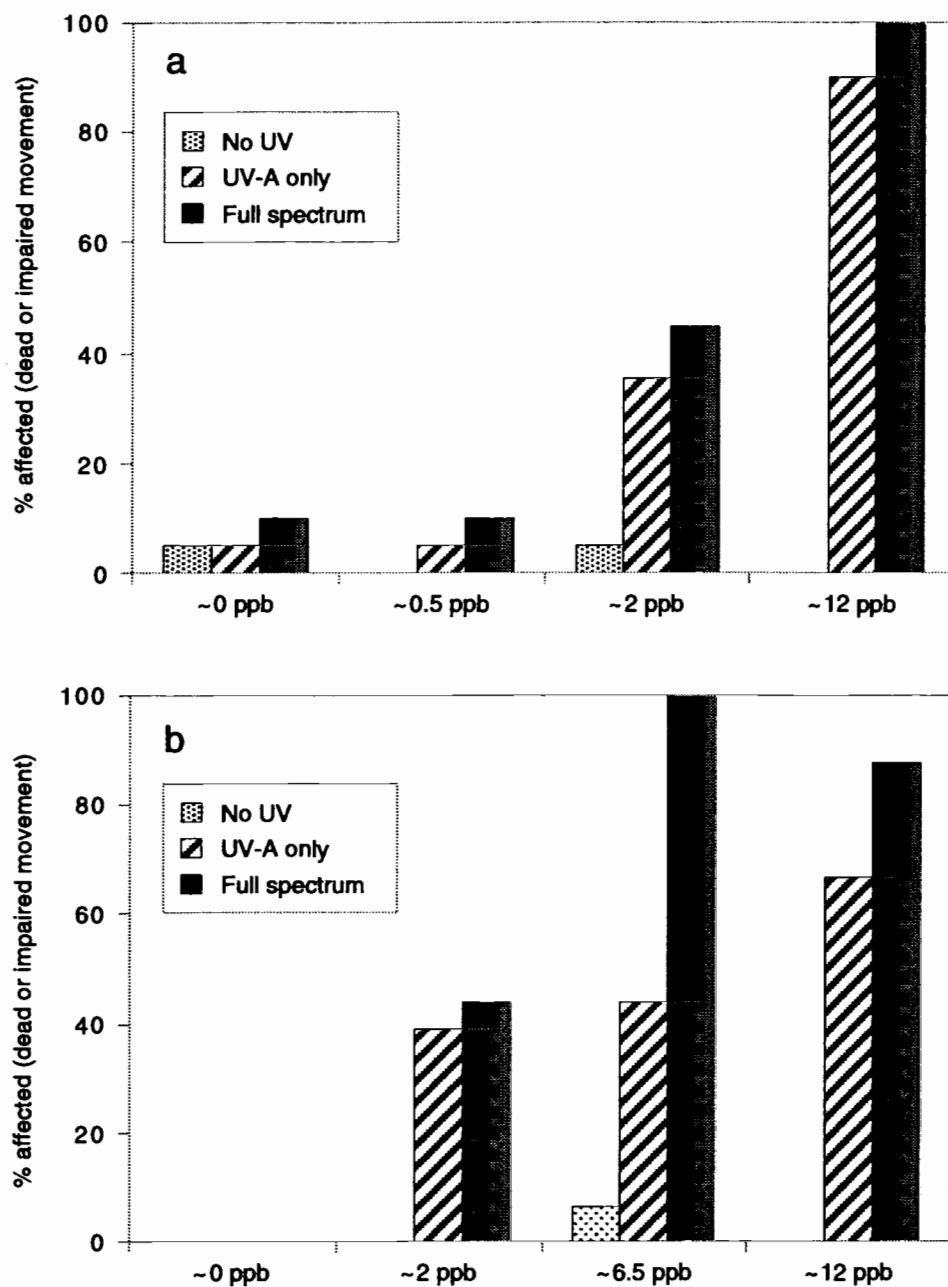 a
% affected (dead or impaired movement)
100
80
60
40
20
0
No UV
UV-A only
Full spectrum
~0 ppb
~0.5 ppb
~2 ppb
~12 ppb
b
% affected (dead or impaired movement)
100
80
60
40
20
0
No UV
UV-A only
Full spectrum
~0 ppb
~2 ppb
~6.5 ppb
~12 ppb